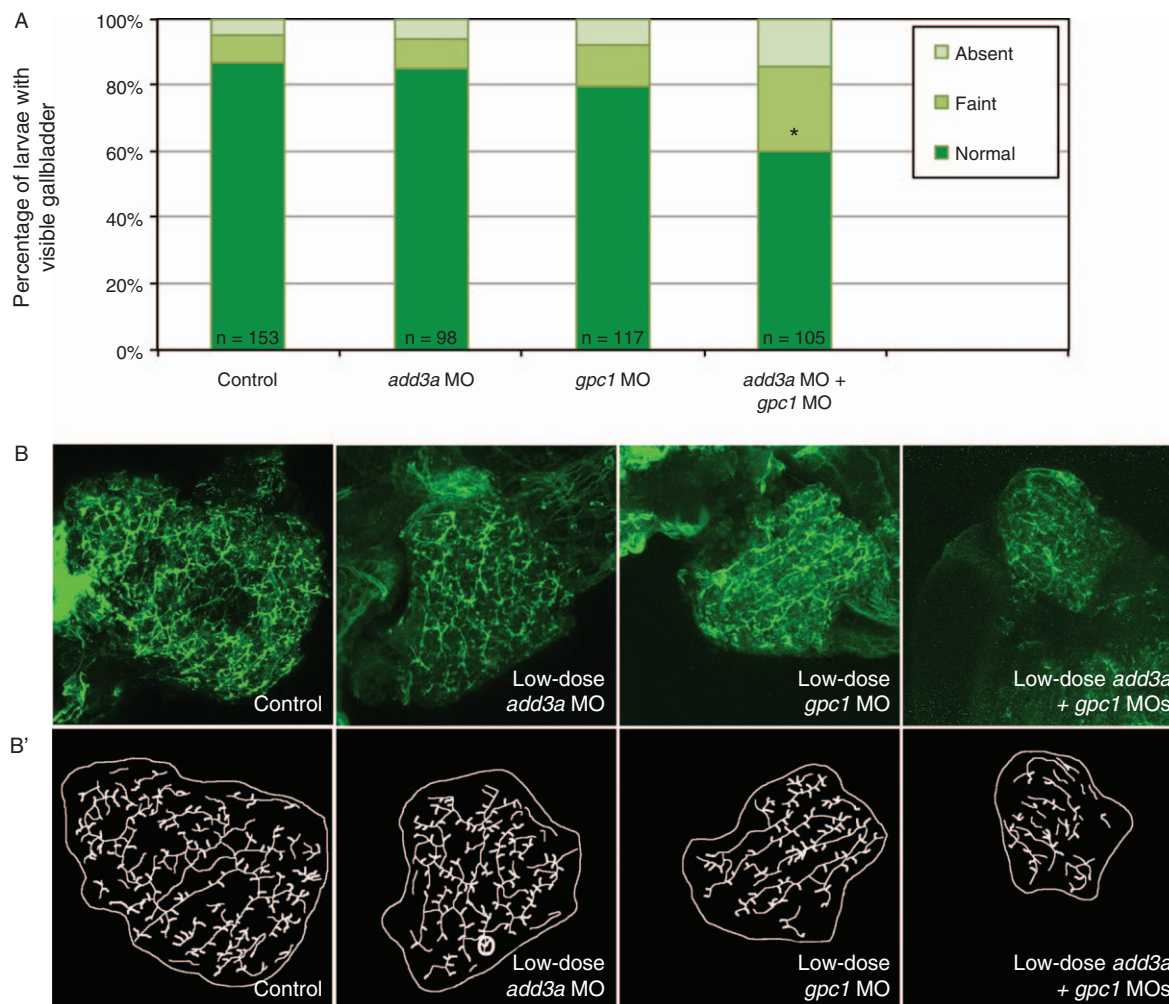 A
Percentage of larvae with
visible gallbladder
100%
80%
60%
40%
20%
0%
*
Absent
Faint
Normal
n = 153
n = 98
n = 117
n = 105
Control
add3a MO
gpc1 MO
add3a MO +
gpc1 MO
B
Control
Low-dose
add3a MO
Low-dose
gpc1 MO
Low-dose add3a
+ gpc1 MOs
B'
Control
Low-dose
add3a MO
Low-dose
gpc1 MO
Low-dose add3a
+ gpc1 MOs